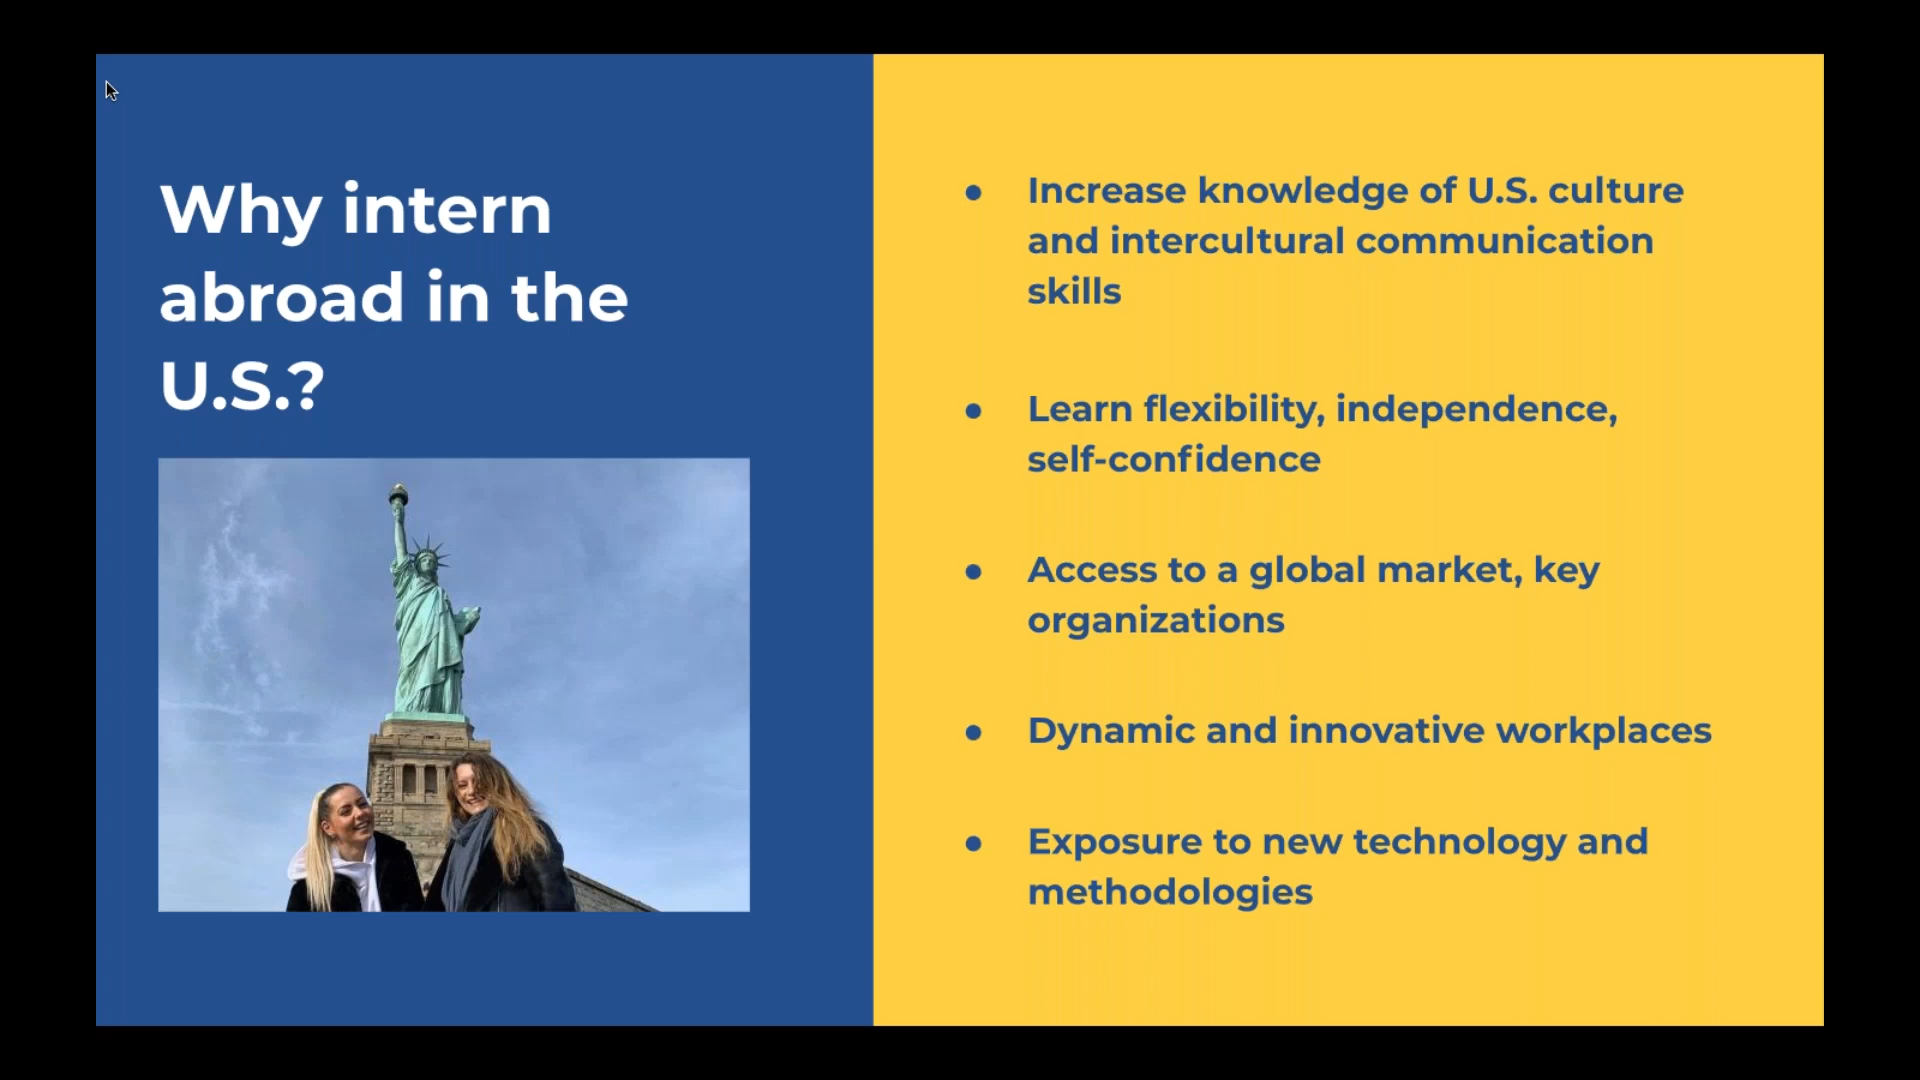 Why intern
abroad in the
U.S.?
● Increase knowledge of U.S. culture
and intercultural communication
skills
● Learn flexibility, independence,
self-confidence
● Access to a global market, key
organizations
● Dynamic and innovative workplaces
● Exposure to new technology and
methodologies